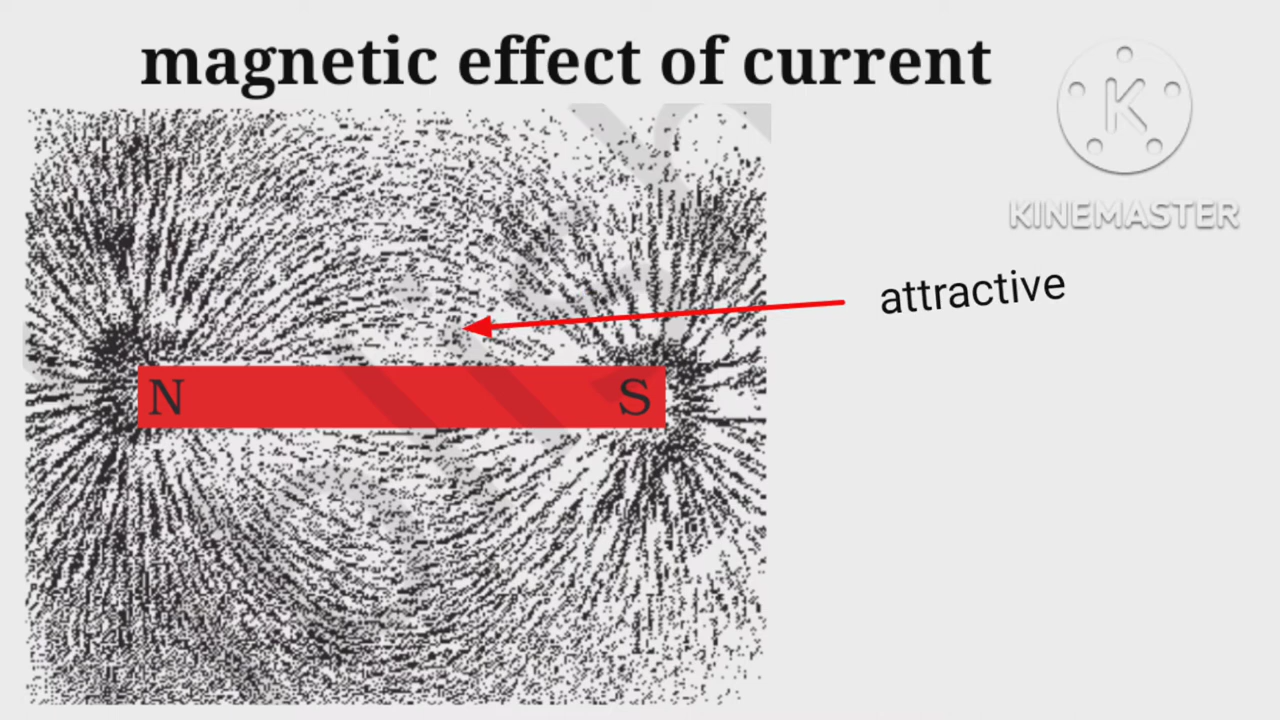 magnetic effect of current
K
KINEMASTER
attractive
N
S